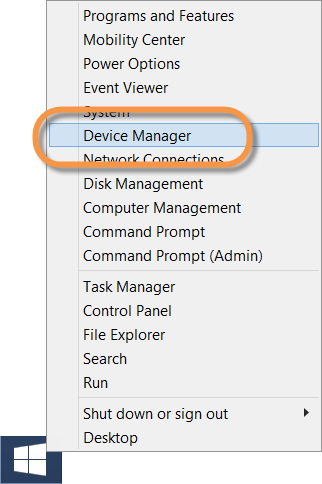 Programs and Features
Mobility Center
Power Options
Event Viewer
System
Device Manager
Network Connections
Disk Management
Computer Management
Command Prompt
Command Prompt (Admin)
Task Manager
Control Panel
File Explorer
Search
Run
Shut down or sign out
Desktop